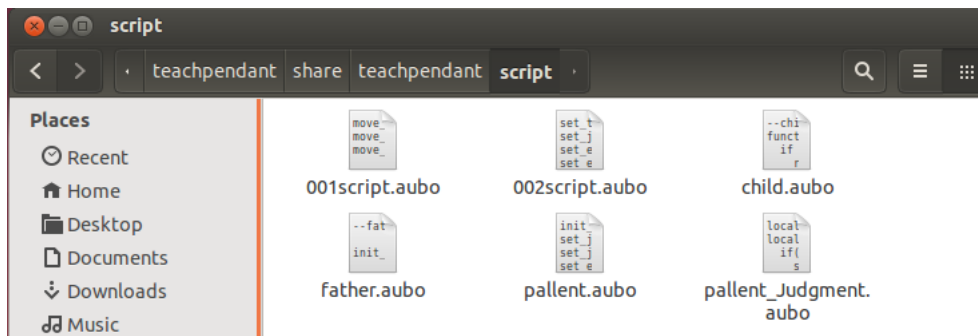 script
teachpendant share teachpendant script
Places
Recent
Home
Desktop
Documents
Downloads
Music
move_
move_
move_
001script.aubo
set_t
set_j
set_e
set e
002script.aubo
--chi
funct
if
r
child.aubo
--fat
init_
father.aubo
init_
set_j
set_j
set e
pallent.aubo
local
local
if(
s
pallent_Judgment.
aubo